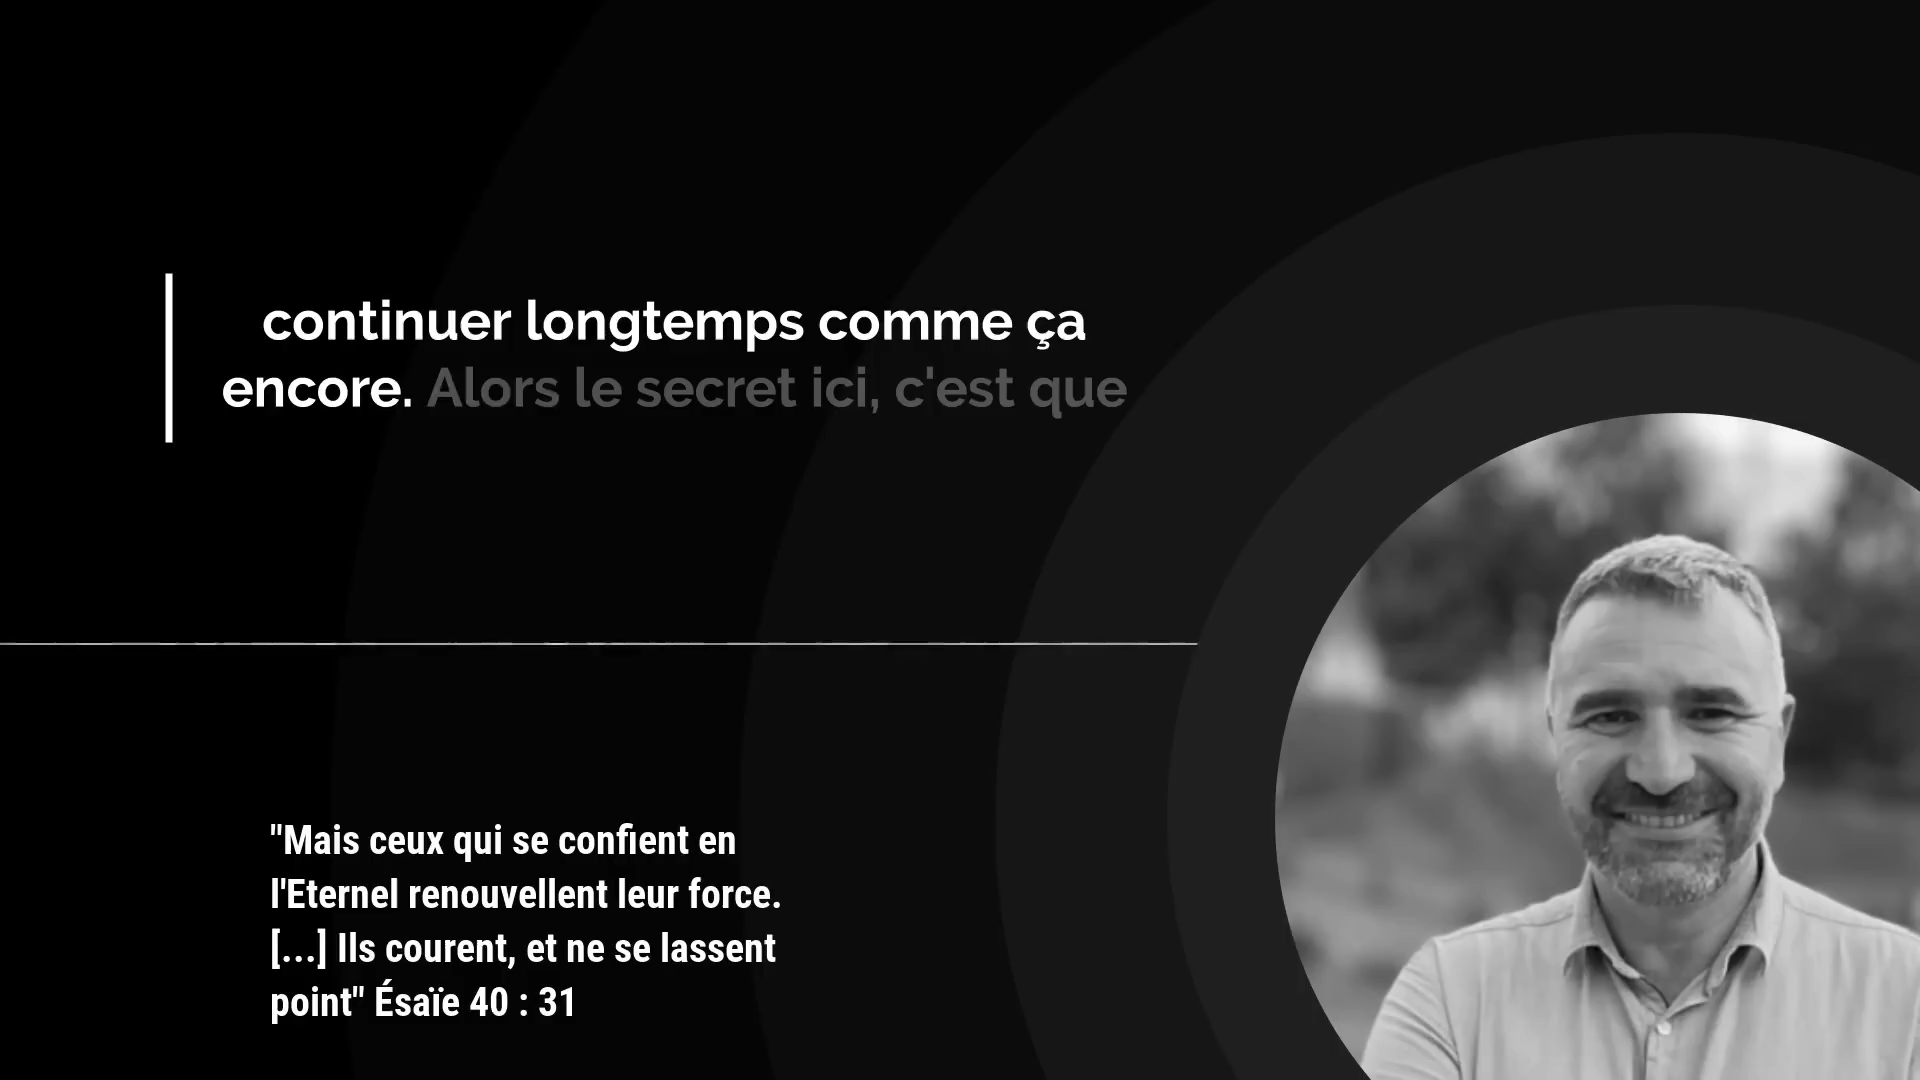 continuer longtemps comme ça
encore. Alors le secret ici, c'est que
"Mais ceux qui se confient en
l'Eternel renouvellent leur force.
[...] Ils courent, et ne se lassent
point" Ésaïe 40 : 31